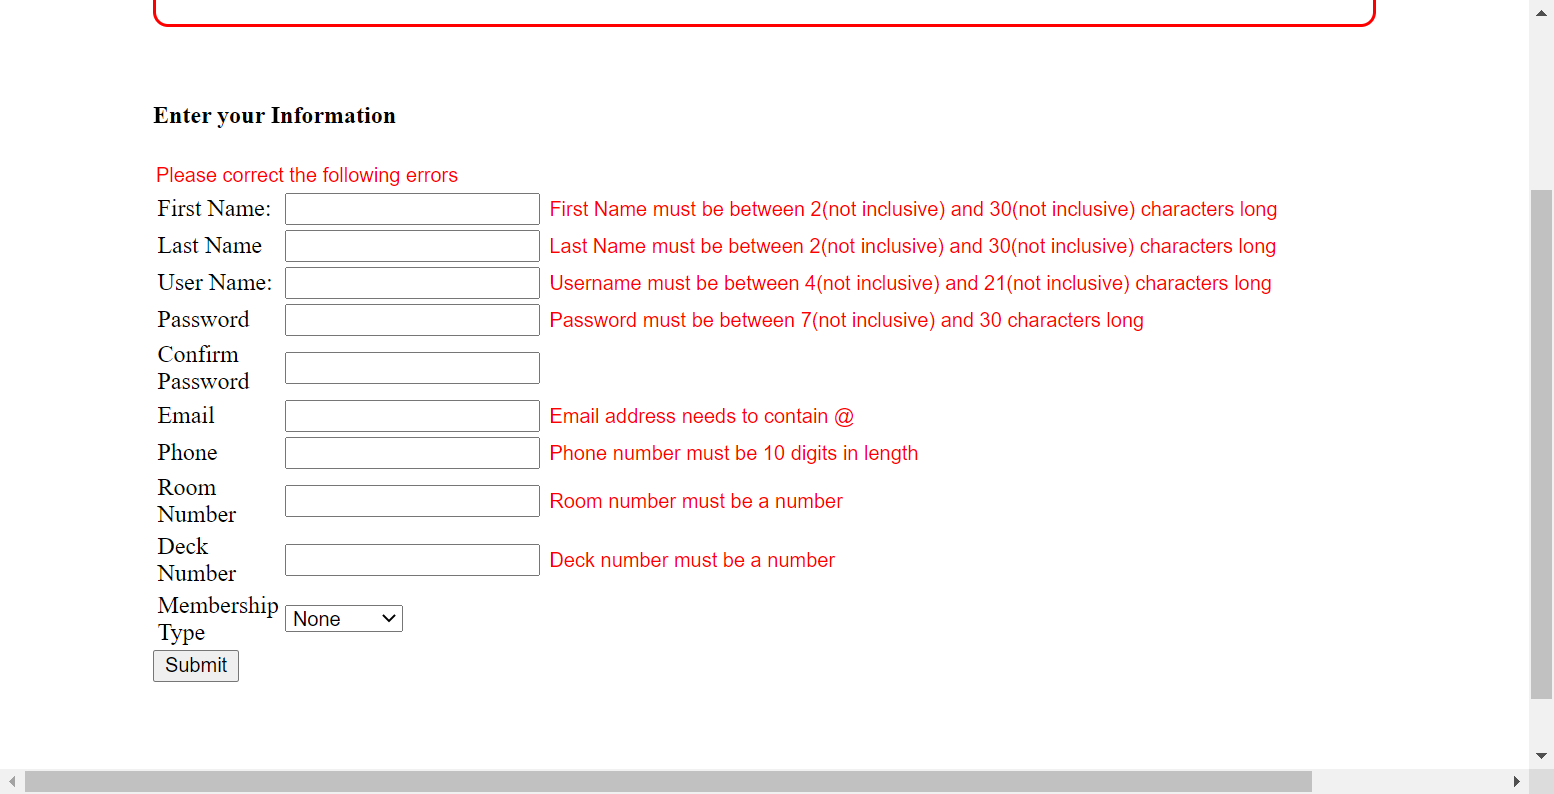 Enter your Information
Please correct the following errors
First Name: First Name must be between 2(not inclusive) and 30(not inclusive) characters long
Last Name Last Name must be between 2(not inclusive) and 30(not inclusive) characters long
User Name: Username must be between 4(not inclusive) and 21(not inclusive) characters long
Password Password must be between 7(not inclusive) and 30 characters long
Confirm
Password
Email Email address needs to contain @
Phone Phone number must be 10 digits in length
Room
Number Room number must be a number
Deck
Number Deck number must be a number
Membership
Type None
Submit